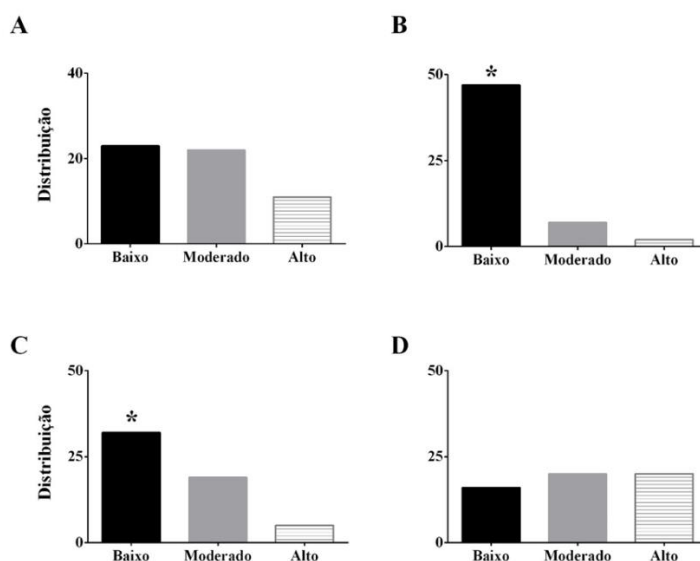 A
Distribuição
40
20
0
Baixo Moderado Alto
B
50
25
0
*
Baixo Moderado Alto
C
Distribuição
50
25
0
*
Baixo Moderado Alto
D
50
25
0
Baixo Moderado Alto